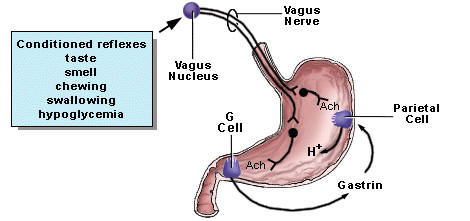 Conditioned reflexes
taste
smell
chewing
swallowing
hypoglycemia
Vagus
Nucleus
Vagus
Nerve
Ach
Parietal
Cell
H+
G
Cell
Ach
Gastrin